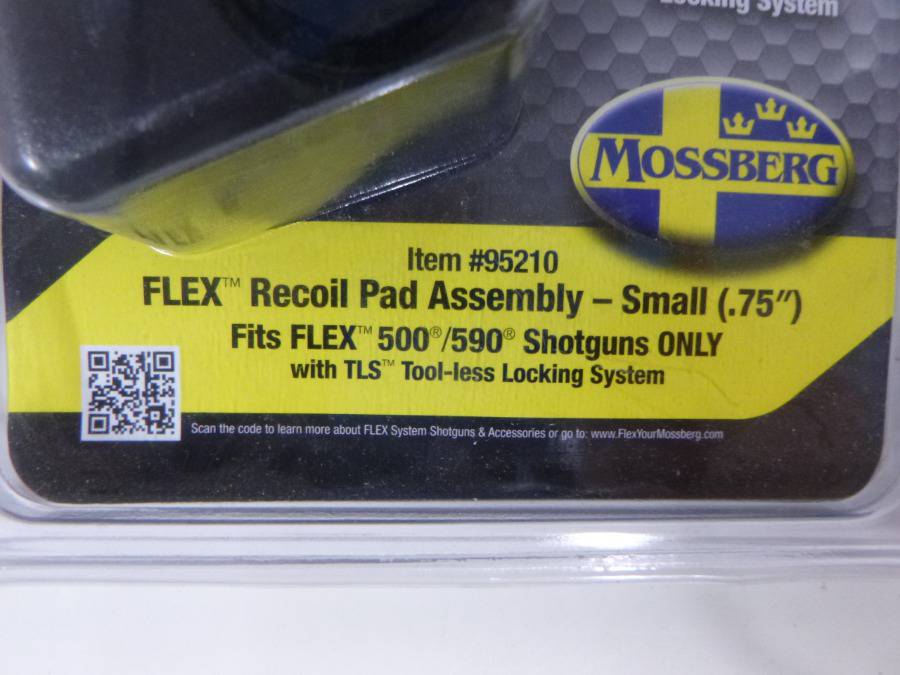 Locking System
MOSSBERG
Item #95210
FLEX™ Recoil Pad Assembly – Small (.75″)
Fits FLEX™ 500®/590® Shotguns ONLY
with TLS™ Tool-less Locking System
Scan the code to learn more about FLEX System Shotguns & Accessories or go to: www.FlexYourMossberg.com